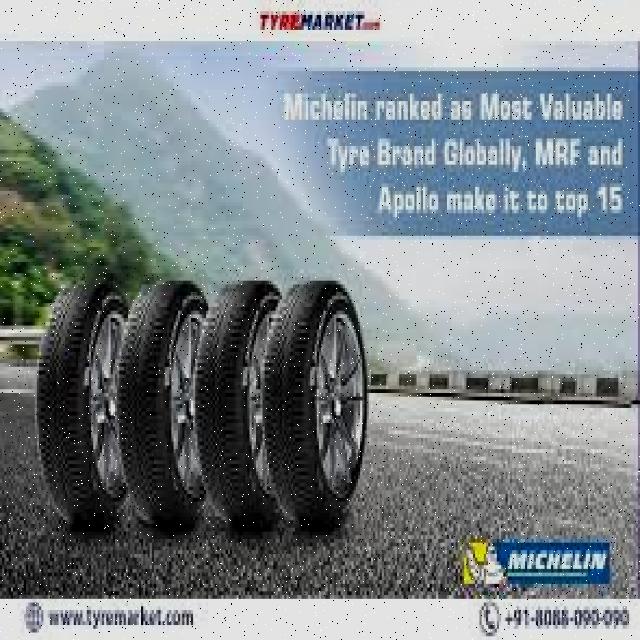 TYREMARKET.com
Michelin ranked as Most Valuable
Tyre Brand Globally, MRF and
Apollo make it to top 15
MICHELIN
www.tyremarket.com
+91-8088-090-090